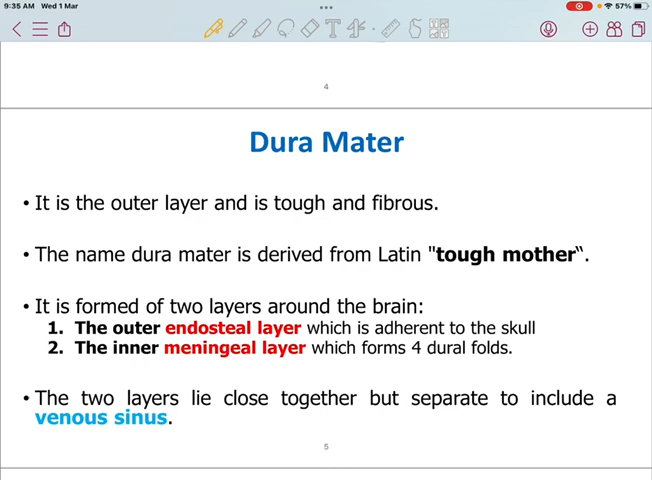 9:35 AM Wed 1 Mar
57%
4
Dura Mater
• It is the outer layer and is tough and fibrous.
• The name dura mater is derived from Latin "tough mother“.
• It is formed of two layers around the brain:
1. The outer endosteal layer which is adherent to the skull
2. The inner meningeal layer which forms 4 dural folds.
• The two layers lie close together but separate to include a
venous sinus.
5